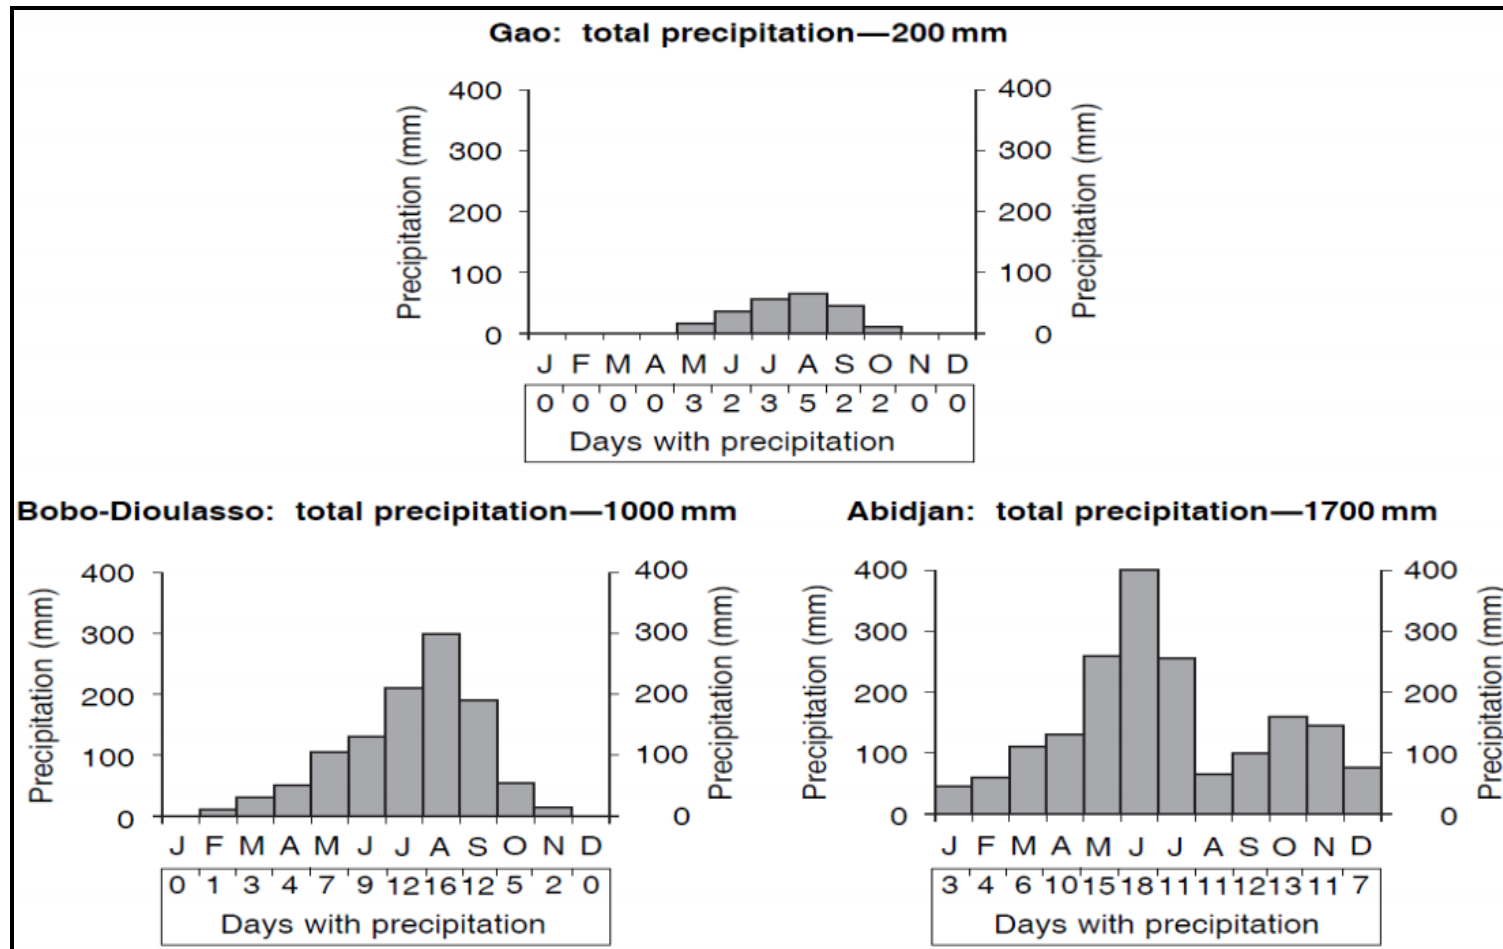 Gao: total precipitation—200 mm
Precipitation (mm)
400
300
200
100
0
400
300
200
100
0
Precipitation (mm)
J F M A M J J A S O N D
0 0 0 0 3 2 3 5 2 2 0 0
Days with precipitation
Bobo-Dioulasso: total precipitation—1000 mm
Precipitation (mm)
400
300
200
100
0
400
300
200
100
0
Precipitation (mm)
J F M A M J J A S O N D
0 1 3 4 7 9 12 16 12 5 2 0
Days with precipitation
Abidjan: total precipitation—1700 mm
Precipitation (mm)
400
300
200
100
0
400
300
200
100
0
Precipitation (mm)
J F M A M J J A S O N D
3 4 6 10 15 18 11 11 12 13 11 7
Days with precipitation